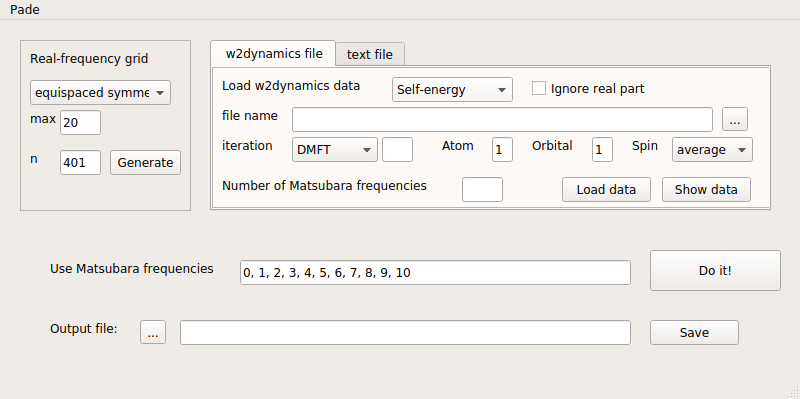 Pade
Real-frequency grid
equispaced symme
max 20
n 401 Generate
w2dynamics file text file
Load w2dynamics data Self-energy Ignore real part
file name ...
iteration DMFT Atom 1 Orbital 1 Spin average
Number of Matsubara frequencies Load data Show data
Use Matsubara frequencies 0, 1, 2, 3, 4, 5, 6, 7, 8, 9, 10 Do it!
Output file: ... Save